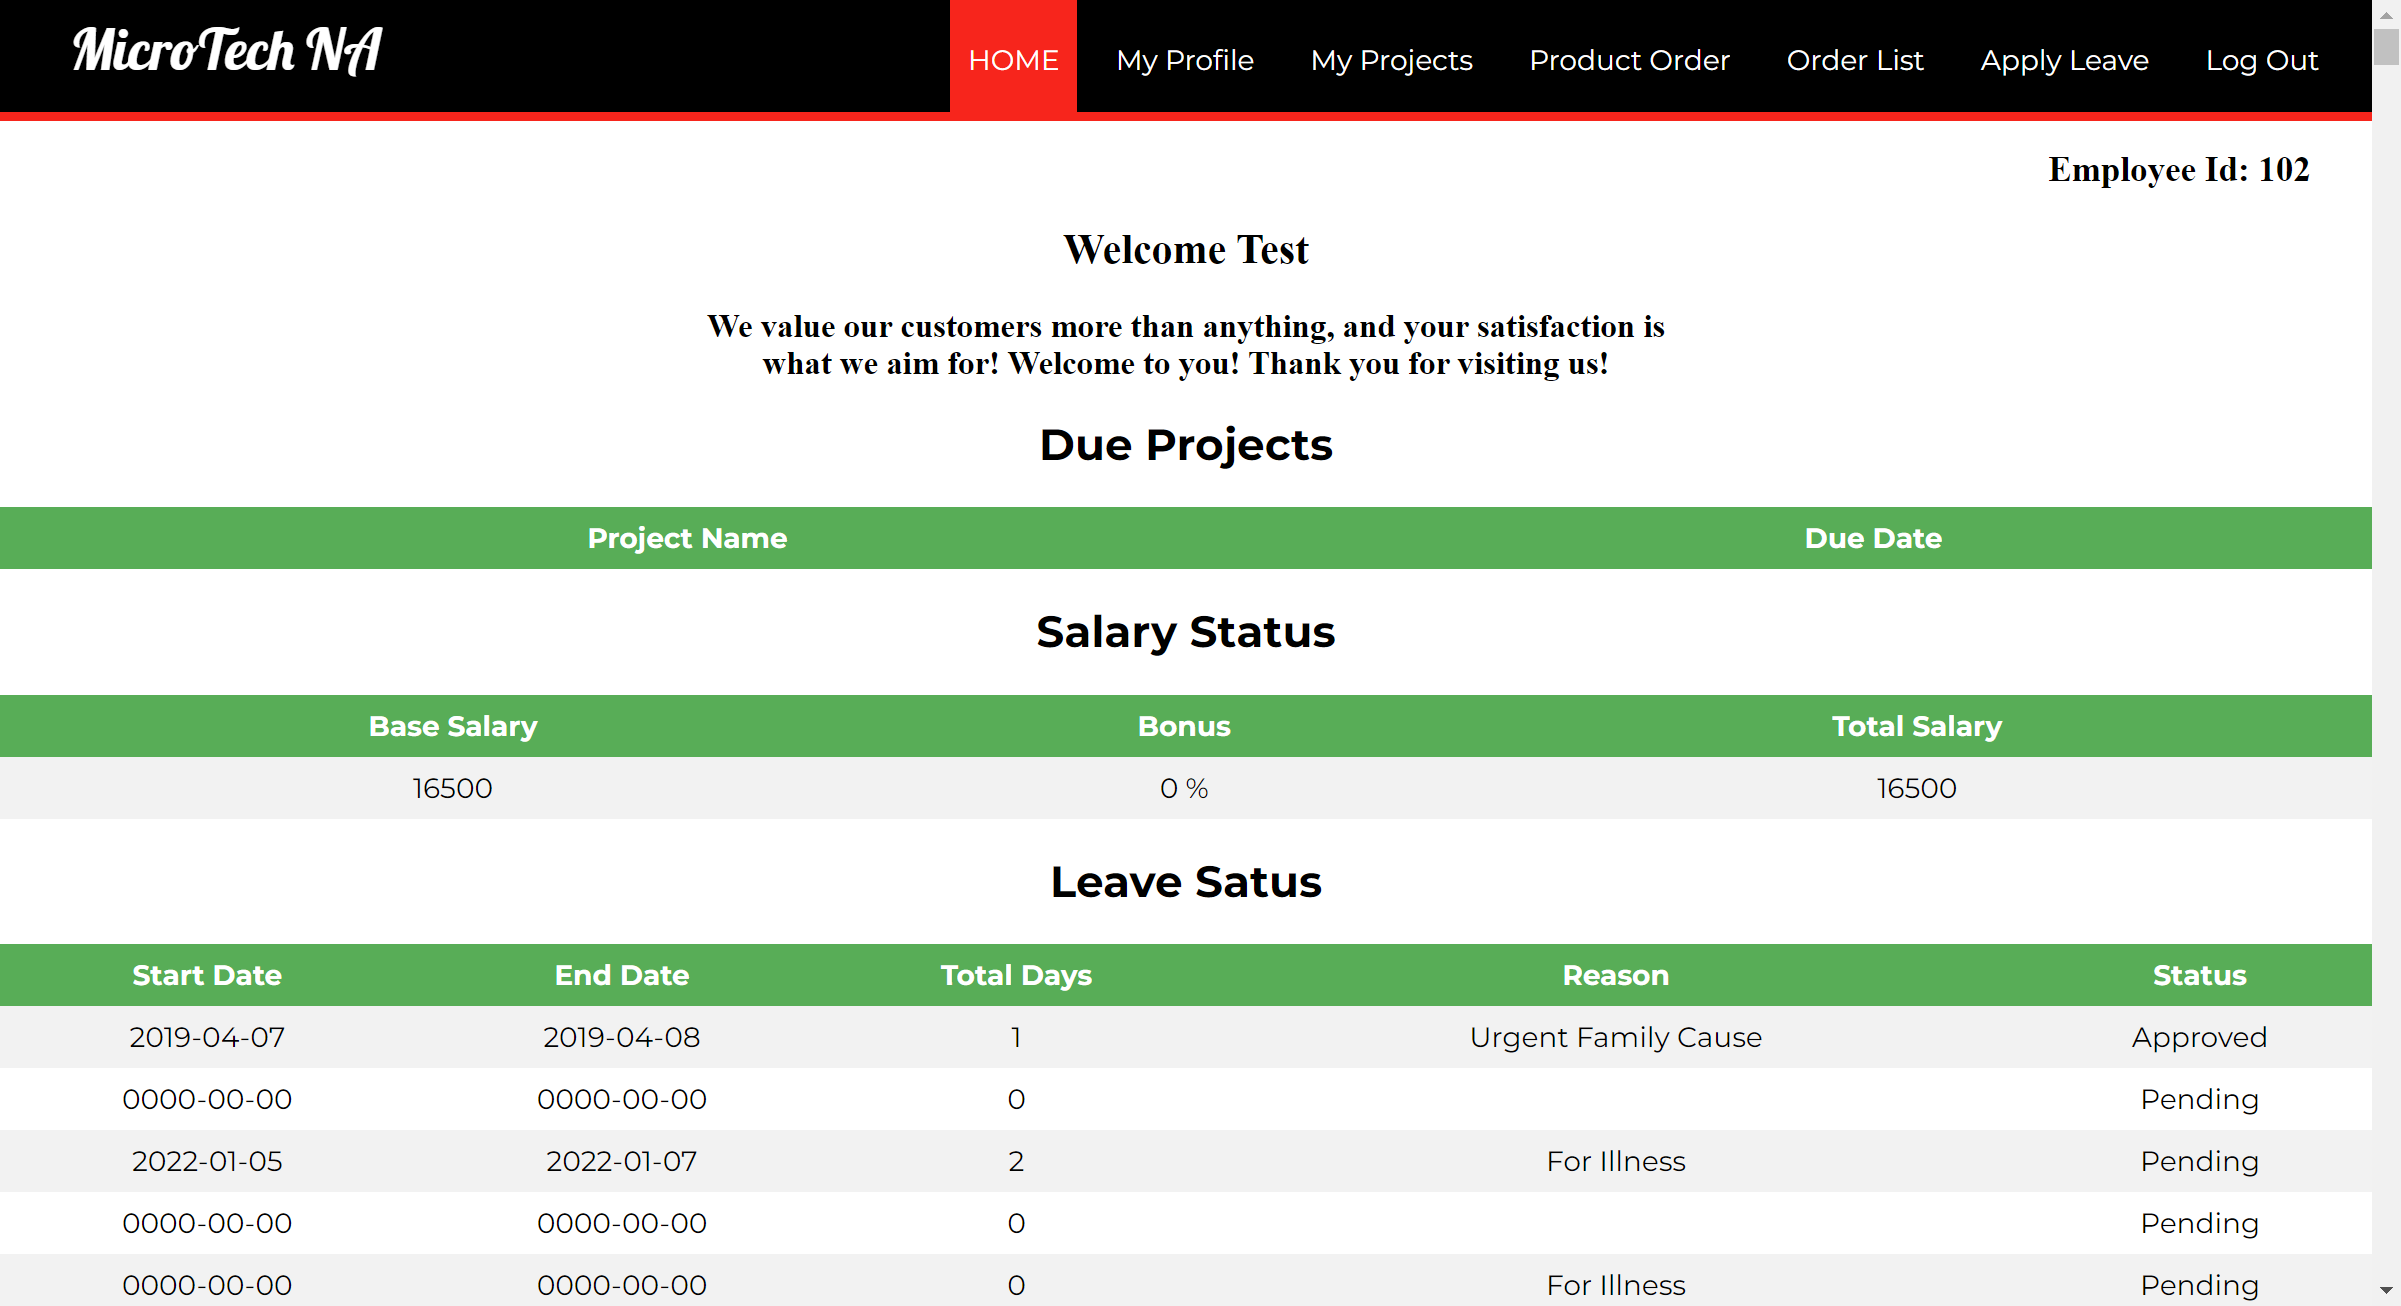 MicroTech NA
HOME My Profile My Projects Product Order Order List Apply Leave Log Out
Employee Id: 102
Welcome Test
We value our customers more than anything, and your satisfaction is
what we aim for! Welcome to you! Thank you for visiting us!
Due Projects
Project Name Due Date
Salary Status
Base Salary Bonus Total Salary
16500 0 % 16500
Leave Satus
Start Date End Date Total Days Reason Status
2019-04-07 2019-04-08 1 Urgent Family Cause Approved
0000-00-00 0000-00-00 0 Pending
2022-01-05 2022-01-07 2 For Illness Pending
0000-00-00 0000-00-00 0 Pending
0000-00-00 0000-00-00 0 For Illness Pending